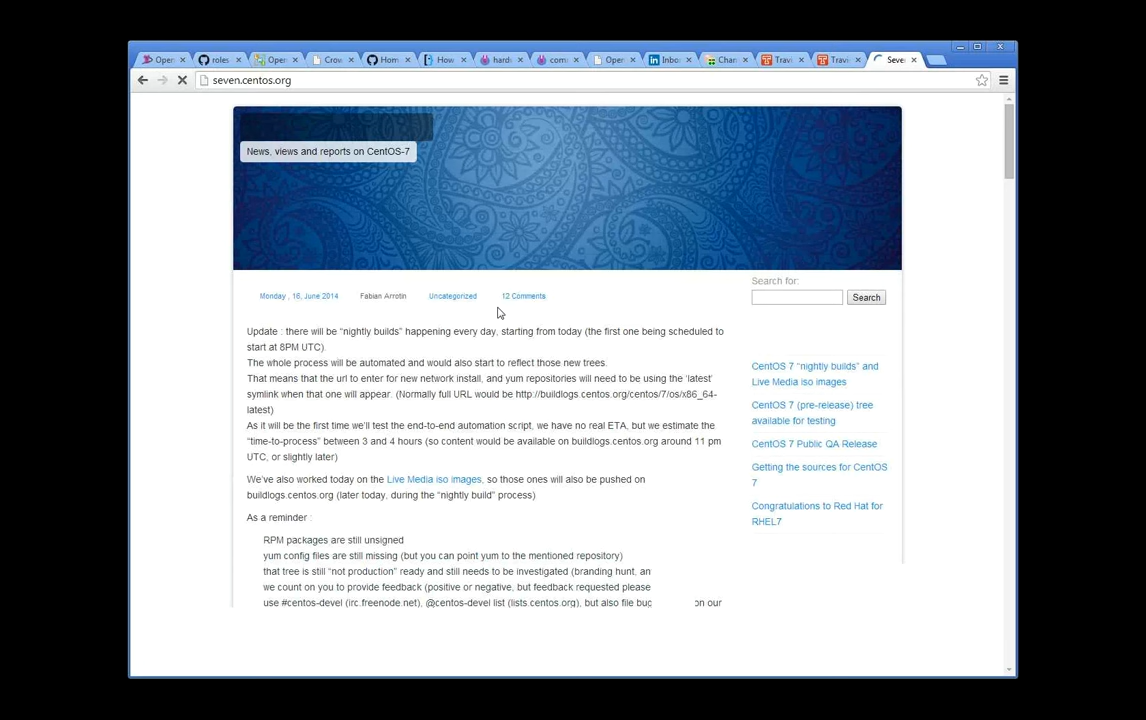 Open
roles
Open
Crow
Hom
How
hard
com
Open
Inbo
Chan
Travi
Travi
Seve
seven.centos.org
News, views and reports on CentOS-7
Monday , 16, June 2014 Fabian Arrotin Uncategorized 12 Comments
Update : there will be “nightly builds” happening every day, starting from today (the first one being scheduled to
start at 8PM UTC).
The whole process will be automated and would also start to reflect those new trees.
That means that the url to enter for new network install, and yum repositories will need to be using the ‘latest’
symlink when that one will appear. (Normally full URL would be http://buildlogs.centos.org/centos/7/os/x86_64-
latest)
As it will be the first time we’ll test the end-to-end automation script, we have no real ETA, but we estimate the
“time-to-process” between 3 and 4 hours (so content would be available on buildlogs.centos.org around 11 pm
UTC, or slightly later)
We’ve also worked today on the Live Media iso images, so those ones will also be pushed on
buildlogs.centos.org (later today, during the “nightly build” process)
As a reminder :
RPM packages are still unsigned
yum config files are still missing (but you can point yum to the mentioned repository)
that tree is still “not production” ready and still needs to be investigated (branding hunt, an
we count on you to provide feedback (positive or negative, but feedback requested please
use #centos-devel (irc.freenode.net), @centos-devel list (lists.centos.org), but also file bug on our
Search for:
Search
CentOS 7 “nightly builds” and
Live Media iso images
CentOS 7 (pre-release) tree
available for testing
CentOS 7 Public QA Release
Getting the sources for CentOS
7
Congratulations to Red Hat for
RHEL7